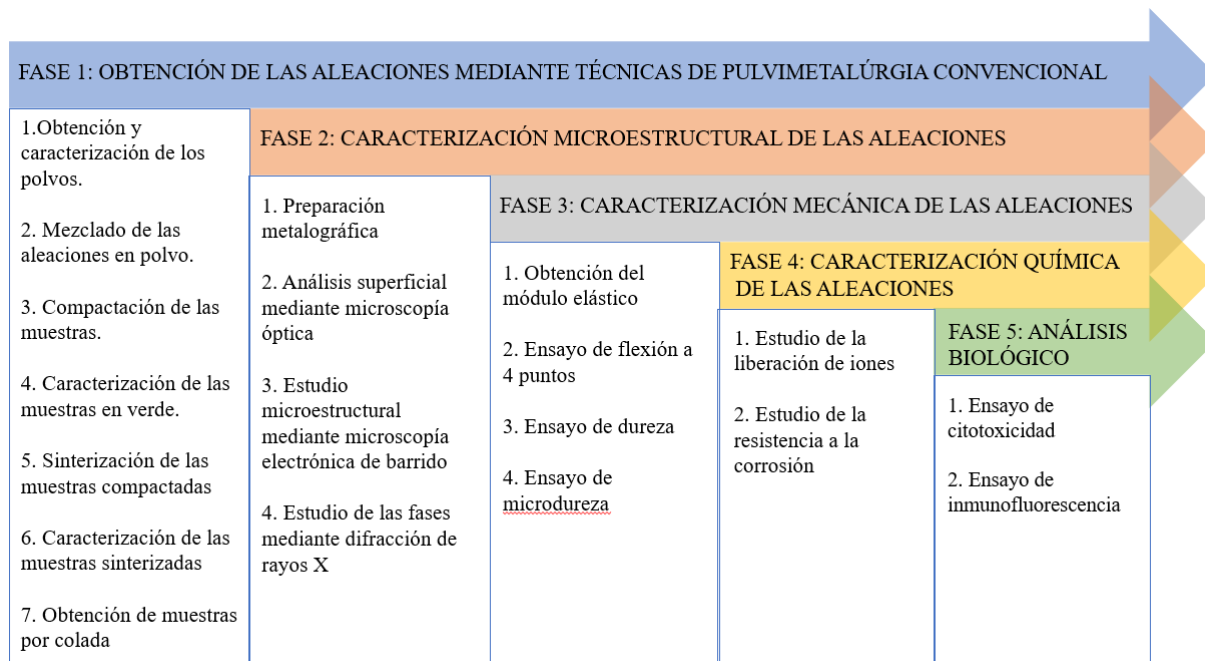 FASE 1: OBTENCIÓN DE LAS ALEACIONES MEDIANTE TÉCNICAS DE PULVIMETALÚRGIA CONVENCIONAL
1.Obtención y
caracterización de los
polvos.
2. Mezclado de las
aleaciones en polvo.
3. Compactación de las
muestras.
4. Caracterización de las
muestras en verde.
5. Sinterización de las
muestras compactadas
6. Caracterización de las
muestras sinterizadas
7. Obtención de muestras
por colada
FASE 2: CARACTERIZACIÓN MICROESTRUCTURAL DE LAS ALEACIONES
1. Preparación
metalográfica
2. Análisis superficial
mediante microscopía
óptica
3. Estudio
microestructural
mediante microscopía
electrónica de barrido
4. Estudio de las fases
mediante difracción de
rayos X
FASE 3: CARACTERIZACIÓN MECÁNICA DE LAS ALEACIONES
1. Obtención del
módulo elástico
2. Ensayo de flexión a
4 puntos
3. Ensayo de dureza
4. Ensayo de
microdureza
FASE 4: CARACTERIZACIÓN QUÍMICA
DE LAS ALEACIONES
1. Estudio de la
liberación de iones
2. Estudio de la
resistencia a la
corrosión
FASE 5: ANÁLISIS
BIOLÓGICO
1. Ensayo de
citotoxicidad
2. Ensayo de
inmunofluorescencia